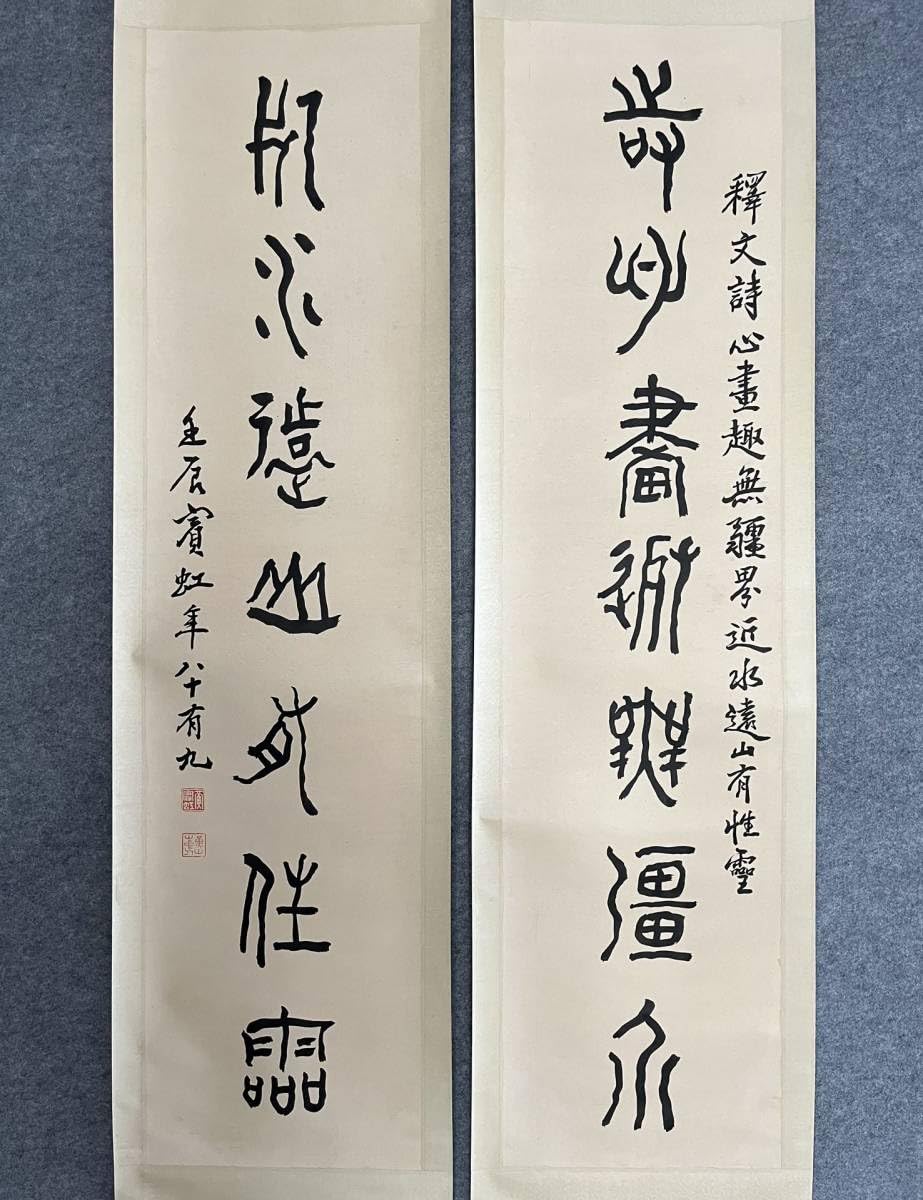 釋文詩心畫趣無疆界近水遠山有性靈
詩心畫趣無疆界
近水遠山有性靈
壬辰賓虹年八十有九